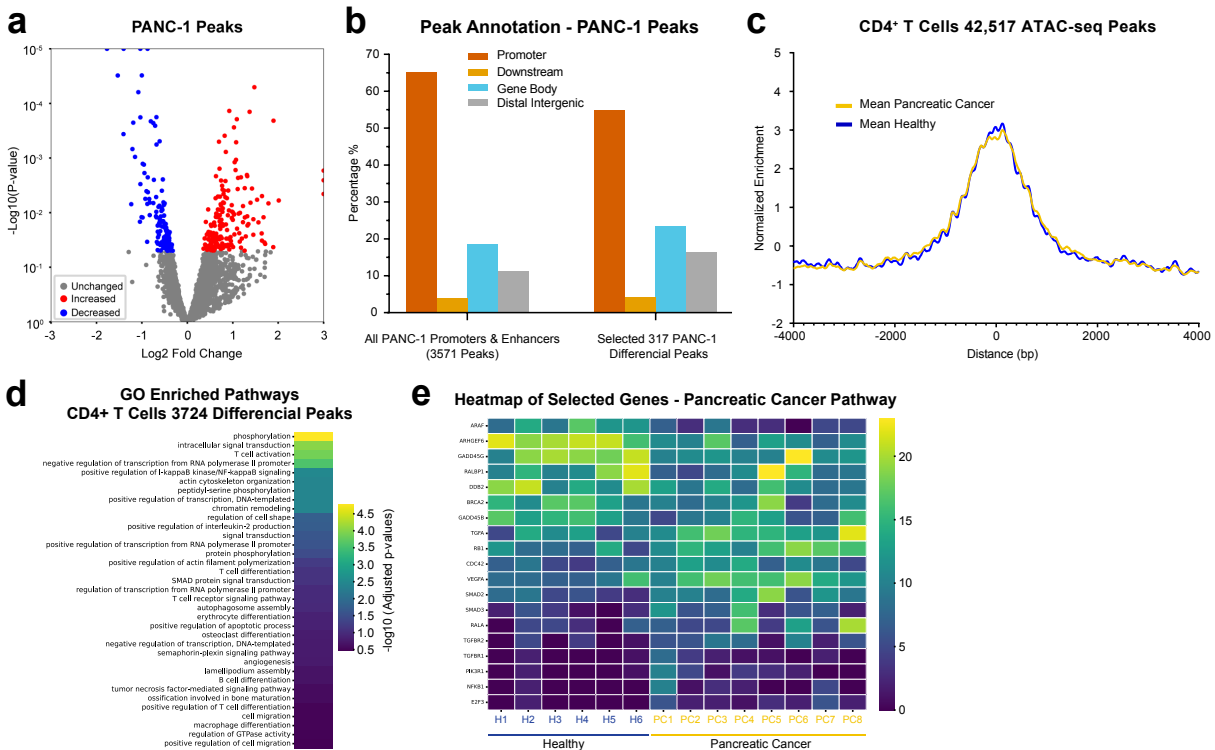 a
PANC-1 Peaks
-Log10(P-value)
10-5
10-4
10-3
10-2
10-1
10⁰
Unchanged
Increased
Decreased
-3
-2
-1
0
1
2
3
Log2 Fold Change
b
Peak Annotation - PANC-1 Peaks
Percentage %
70
65
50
40
30
20
10
0
Promoter
Downstream
Gene Body
Distal Intergenic
All PANC-1 Promoters & Enhancers
(3571 Peaks)
Selected 317 PANC-1
Differencial Peaks
c
CD4⁺ T Cells 42,517 ATAC-seq Peaks
Normalized Enrichment
5
4
3
2
0
-1
-2
Mean Pancreatic Cancer
Mean Healthy
-4000
-2000
0
2000
4000
Distance (bp)
d
GO Enriched Pathways
CD4+ T Cells 3724 Differencial Peaks
phosphorylation
intracellular signal transduction
T cell activation
negative regulation of transcription from RNA polymerase II promoter
positive regulation of I-kappaB kinase/NF-kappaB signaling
actin cytoskeleton organization
peptidyl-serine phosphorylation
positive regulation of transcription, DNA-templated
chromatin remodeling
regulation of cell shape
positive regulation of interleukin-2 production
signal transduction
positive regulation of transcription from RNA polymerase II promoter
protein phosphorylation
positive regulation of actin filament polymerization
T cell differentiation
SMAD protein signal transduction
regulation of transcription from RNA polymerase II promoter
T cell receptor signaling pathway
autophagosome assembly
erythrocyte differentiation
positive regulation of apoptotic process
osteoclast differentiation
negative regulation of transcription, DNA-templated
semaphorin-plexin signaling pathway
angiogenesis
lamellipodium assembly
B cell differentiation
tumor necrosis factor-mediated signaling pathway
ossification involved in bone maturation
positive regulation of T cell differentiation
cell migration
macrophage differentiation
regulation of GTPase activity
positive regulation of cell migration
4.5
4.0
3.5
3.0
2.5
2.0
1.5
1.0
0.5
-log10 (Adjusted p-values)
e
Heatmap of Selected Genes - Pancreatic Cancer Pathway
ARAF
ARHGEF6
GADD45G
RALBP1
DDB2
BRCA2
GADD45B
TGFA
RB1
CDC42
VEGFA
SMAD2
SMAD3
RALA
TGFBR2
TGFBR1
PIK3R1
NFKB1
E2F3
H1
H2
H3
H4
H5
H6
PC1
PC2
PC3
PC4
PC5
PC6
PC7
PC8
Healthy
Pancreatic Cancer
20
15
10
5
0